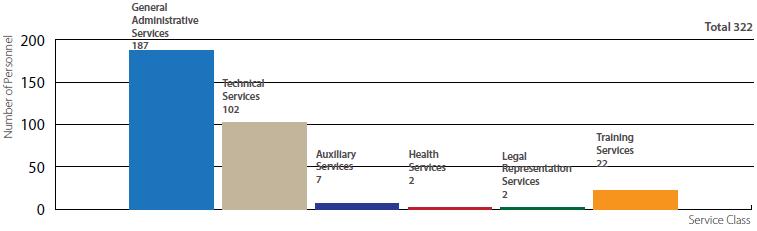 General
Administrative
Services
187
Total 322
Number of Personnel
200
150
100
50
0
Technical
Services
102
Auxiliary
Services
7
Health
Services
2
Legal
Representation
Services
2
Training
Services
22
Service Class